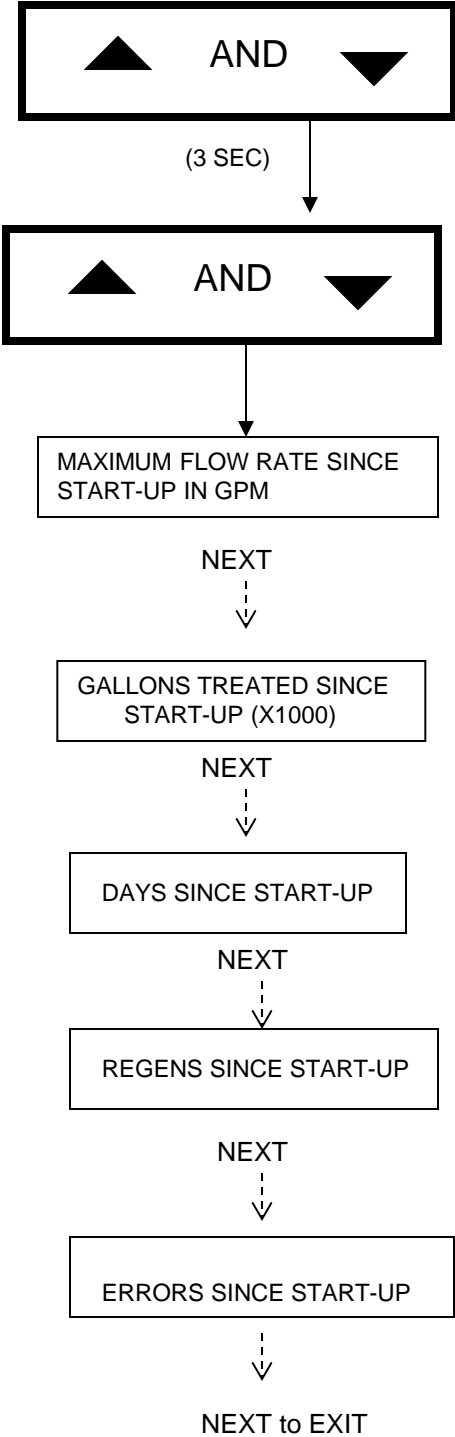 AND
(3 SEC)
AND
MAXIMUM FLOW RATE SINCE
START-UP IN GPM
NEXT
GALLONS TREATED SINCE
START-UP (X1000)
NEXT
DAYS SINCE START-UP
NEXT
REGENS SINCE START-UP
NEXT
ERRORS SINCE START-UP
NEXT to EXIT